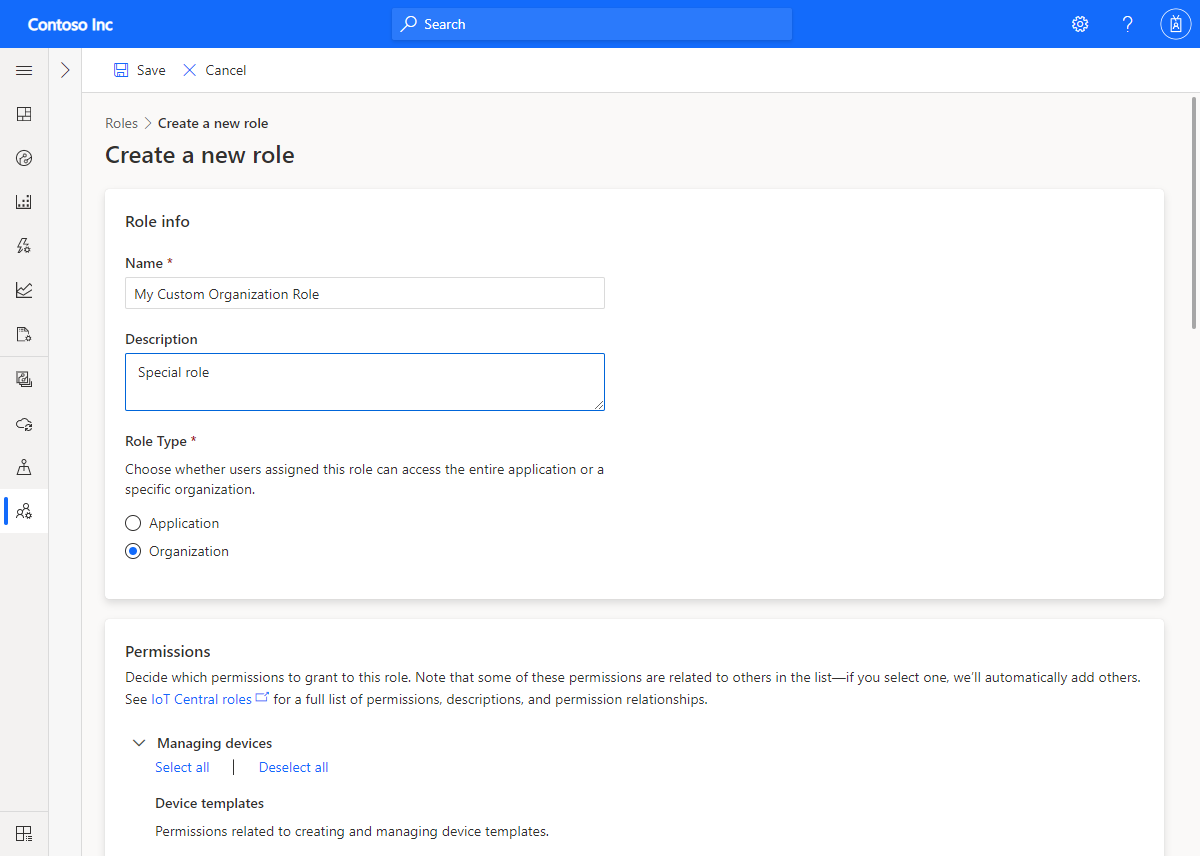 Contoso Inc
Search
?
Save
Cancel
Roles > Create a new role
Create a new role
Role info
Name *
My Custom Organization Role
Description
Special role
Role Type *
Choose whether users assigned this role can access the entire application or a
specific organization.
Application
Organization
Permissions
Decide which permissions to grant to this role. Note that some of these permissions are related to others in the list—if you select one, we’ll automatically add others.
See IoT Central roles for a full list of permissions, descriptions, and permission relationships.
Managing devices
Select all | Deselect all
Device templates
Permissions related to creating and managing device templates.